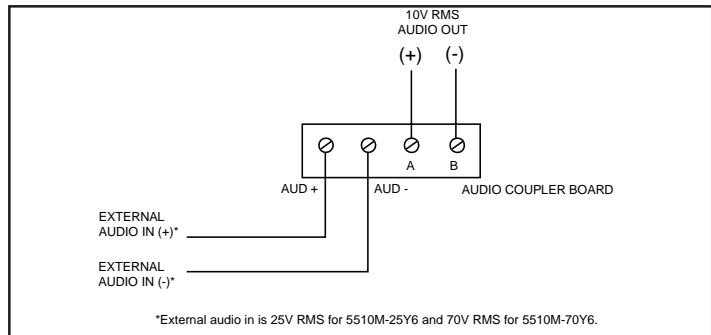 10V RMS
AUDIO OUT
(+) (-)
A B
AUD + AUD - AUDIO COUPLER BOARD
EXTERNAL
AUDIO IN (+)*
EXTERNAL
AUDIO IN (-)*
*External audio in is 25V RMS for 5510M-25Y6 and 70V RMS for 5510M-70Y6.